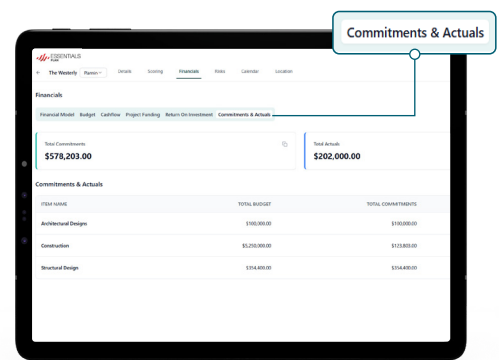 Commitments & Actuals
ESSENTIALS
PLAN
← The Westerly Ramin Details Scoring Financials Risks Calendar Location
Financials
Financial Model Budget Cashflow Project Funding Return On Investment Commitments & Actuals
Total Commitments Total Actuals
$578,203.00 $202,000.00
Commitments & Actuals
ITEM NAME TOTAL BUDGET TOTAL COMMITMENTS
Architectural Designs $100,000.00 $100,000.00
Construction $5,250,000.00 $123,803.00
Structural Design $354,400.00 $354,400.00